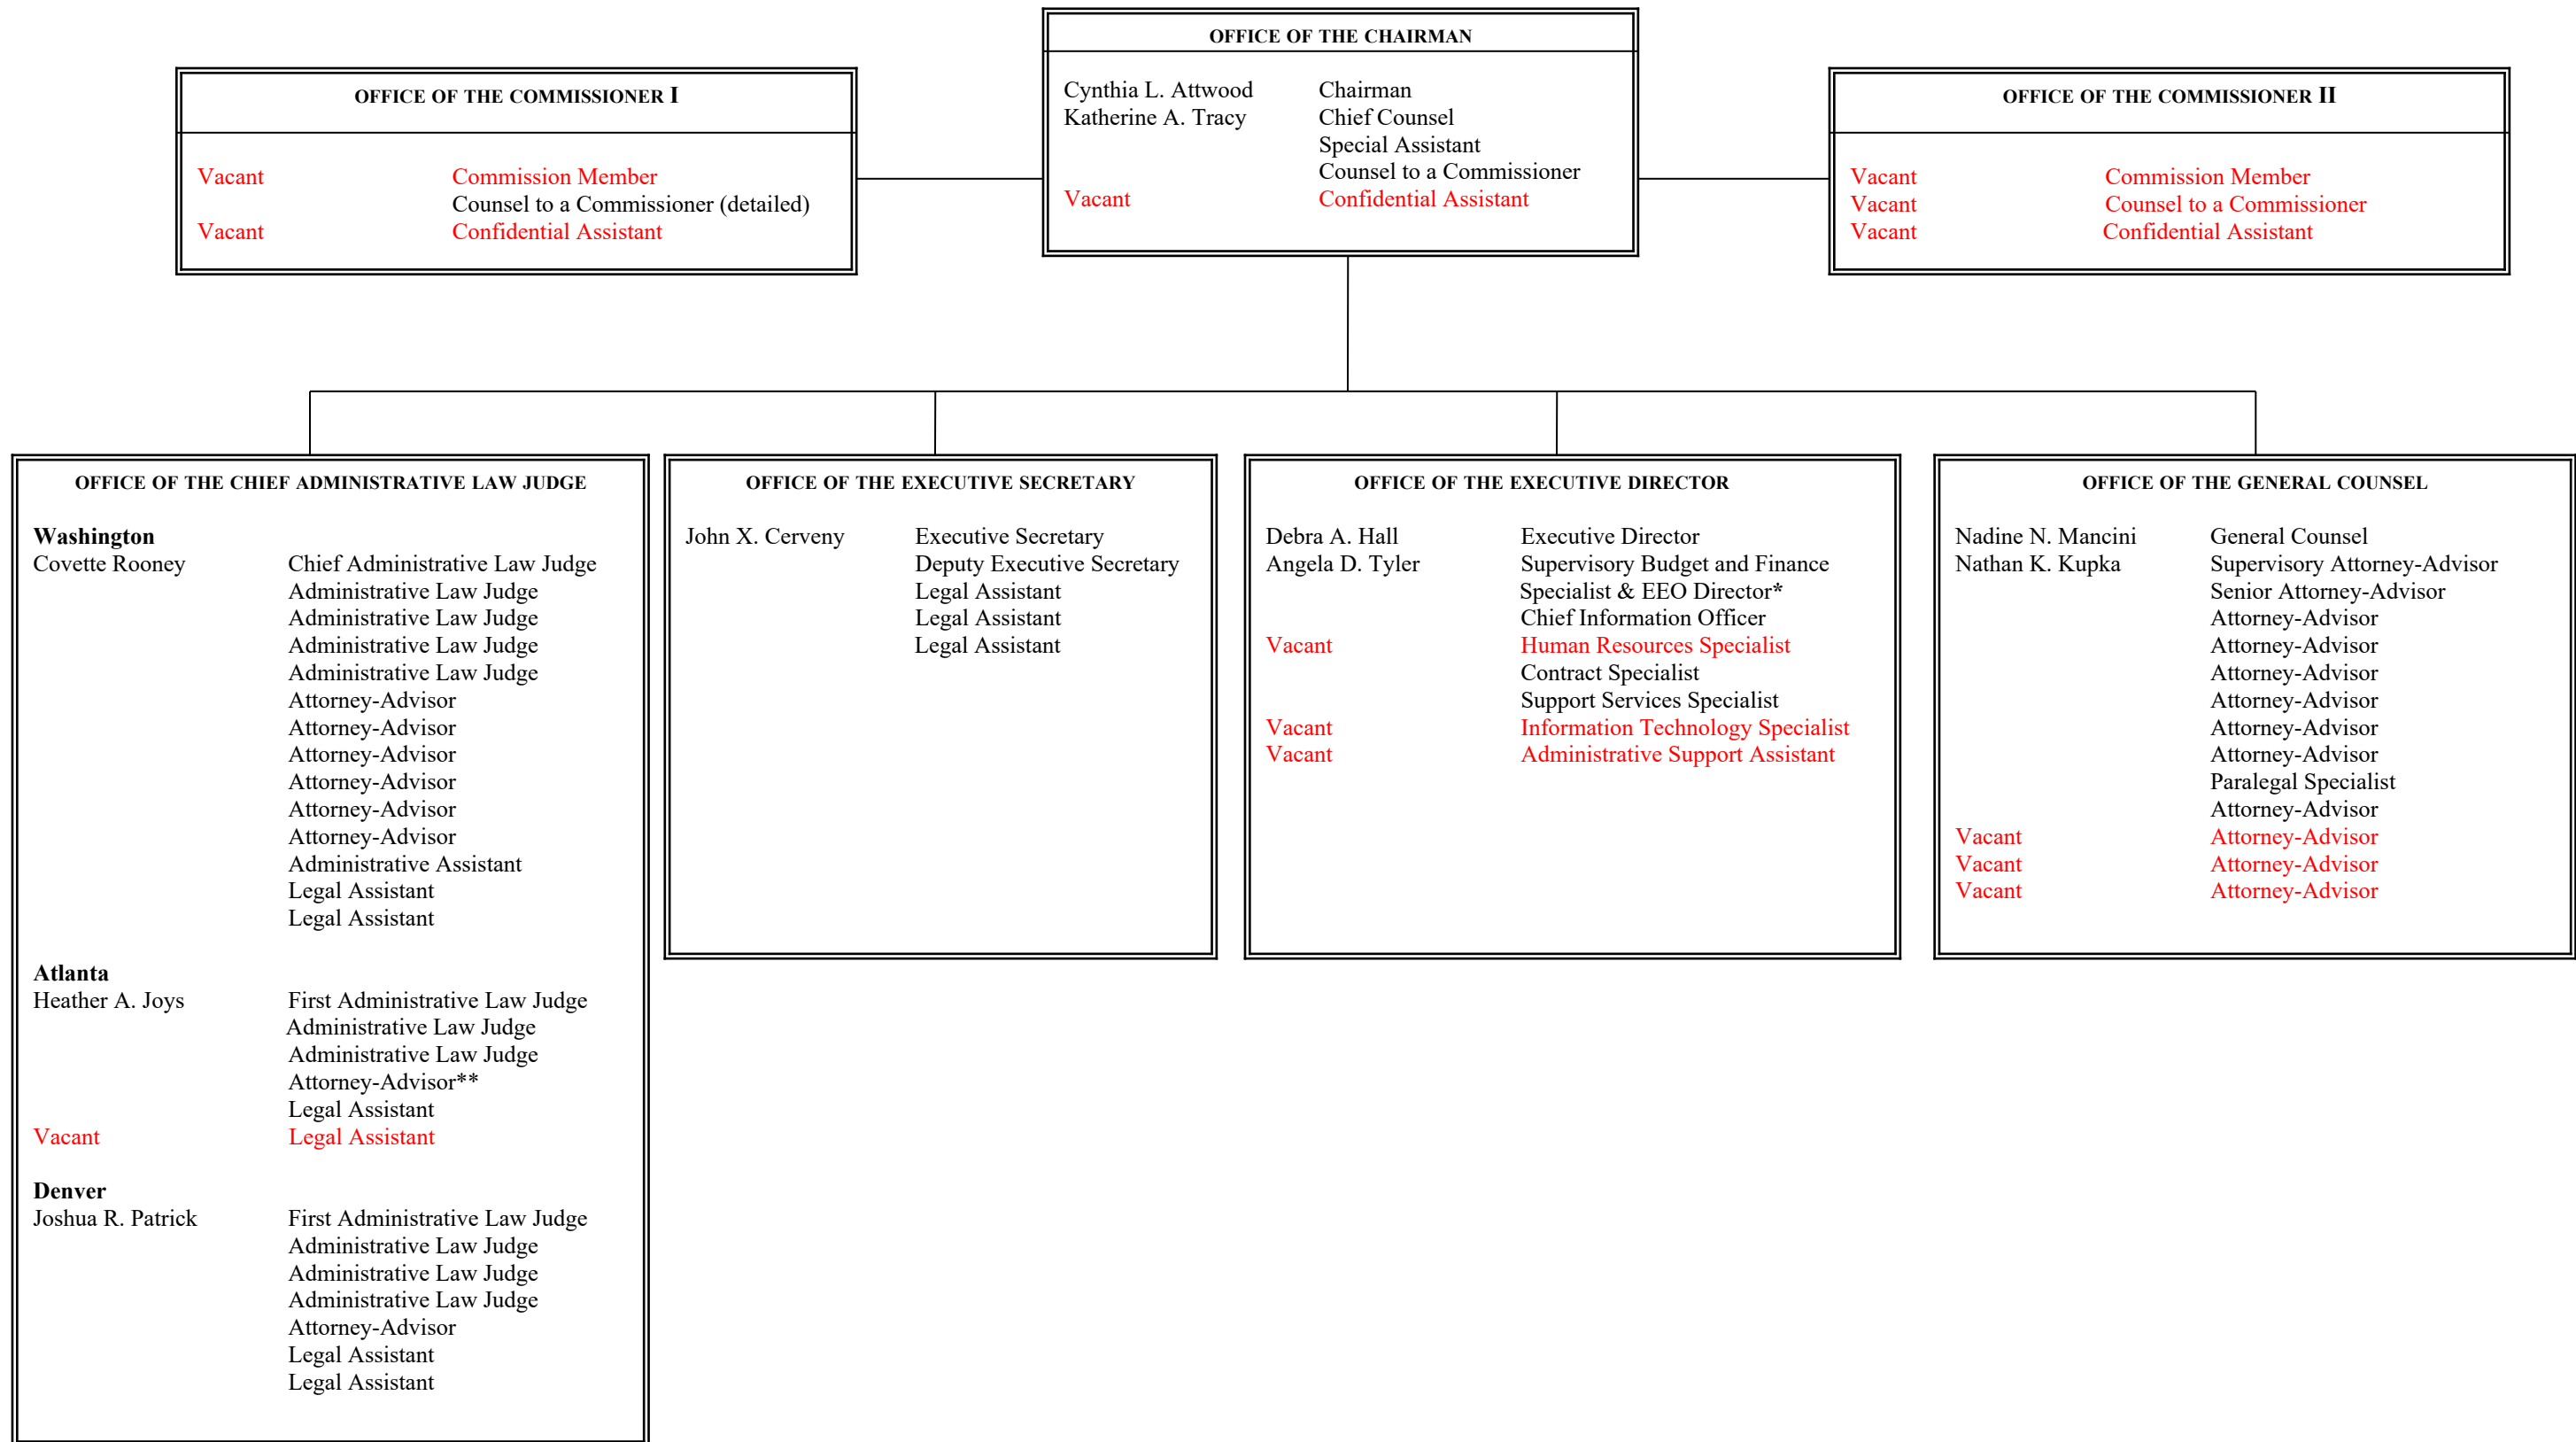 OFFICE OF THE CHAIRMAN
Cynthia L. Attwood Chairman
Katherine A. Tracy Chief Counsel
Special Assistant
Counsel to a Commissioner
Vacant Confidential Assistant
OFFICE OF THE COMMISSIONER I
Vacant Commission Member
Counsel to a Commissioner (detailed)
Vacant Confidential Assistant
OFFICE OF THE COMMISSIONER II
Vacant Commission Member
Vacant Counsel to a Commissioner
Vacant Confidential Assistant
OFFICE OF THE CHIEF ADMINISTRATIVE LAW JUDGE
Washington
Covette Rooney Chief Administrative Law Judge
Administrative Law Judge
Administrative Law Judge
Administrative Law Judge
Administrative Law Judge
Attorney-Advisor
Attorney-Advisor
Attorney-Advisor
Attorney-Advisor
Attorney-Advisor
Attorney-Advisor
Administrative Assistant
Legal Assistant
Legal Assistant
Atlanta
Heather A. Joys First Administrative Law Judge
Administrative Law Judge
Administrative Law Judge
Attorney-Advisor**
Legal Assistant
Vacant Legal Assistant
Denver
Joshua R. Patrick First Administrative Law Judge
Administrative Law Judge
Administrative Law Judge
Administrative Law Judge
Attorney-Advisor
Legal Assistant
Legal Assistant
OFFICE OF THE EXECUTIVE SECRETARY
John X. Cerveny Executive Secretary
Deputy Executive Secretary
Legal Assistant
Legal Assistant
Legal Assistant
OFFICE OF THE EXECUTIVE DIRECTOR
Debra A. Hall Executive Director
Angela D. Tyler Supervisory Budget and Finance
Specialist & EEO Director*
Chief Information Officer
Vacant Human Resources Specialist
Contract Specialist
Support Services Specialist
Vacant Information Technology Specialist
Vacant Administrative Support Assistant
OFFICE OF THE GENERAL COUNSEL
Nadine N. Mancini General Counsel
Nathan K. Kupka Supervisory Attorney-Advisor
Senior Attorney-Advisor
Attorney-Advisor
Attorney-Advisor
Attorney-Advisor
Attorney-Advisor
Attorney-Advisor
Attorney-Advisor
Paralegal Specialist
Attorney-Advisor
Vacant Attorney-Advisor
Vacant Attorney-Advisor
Vacant Attorney-Advisor